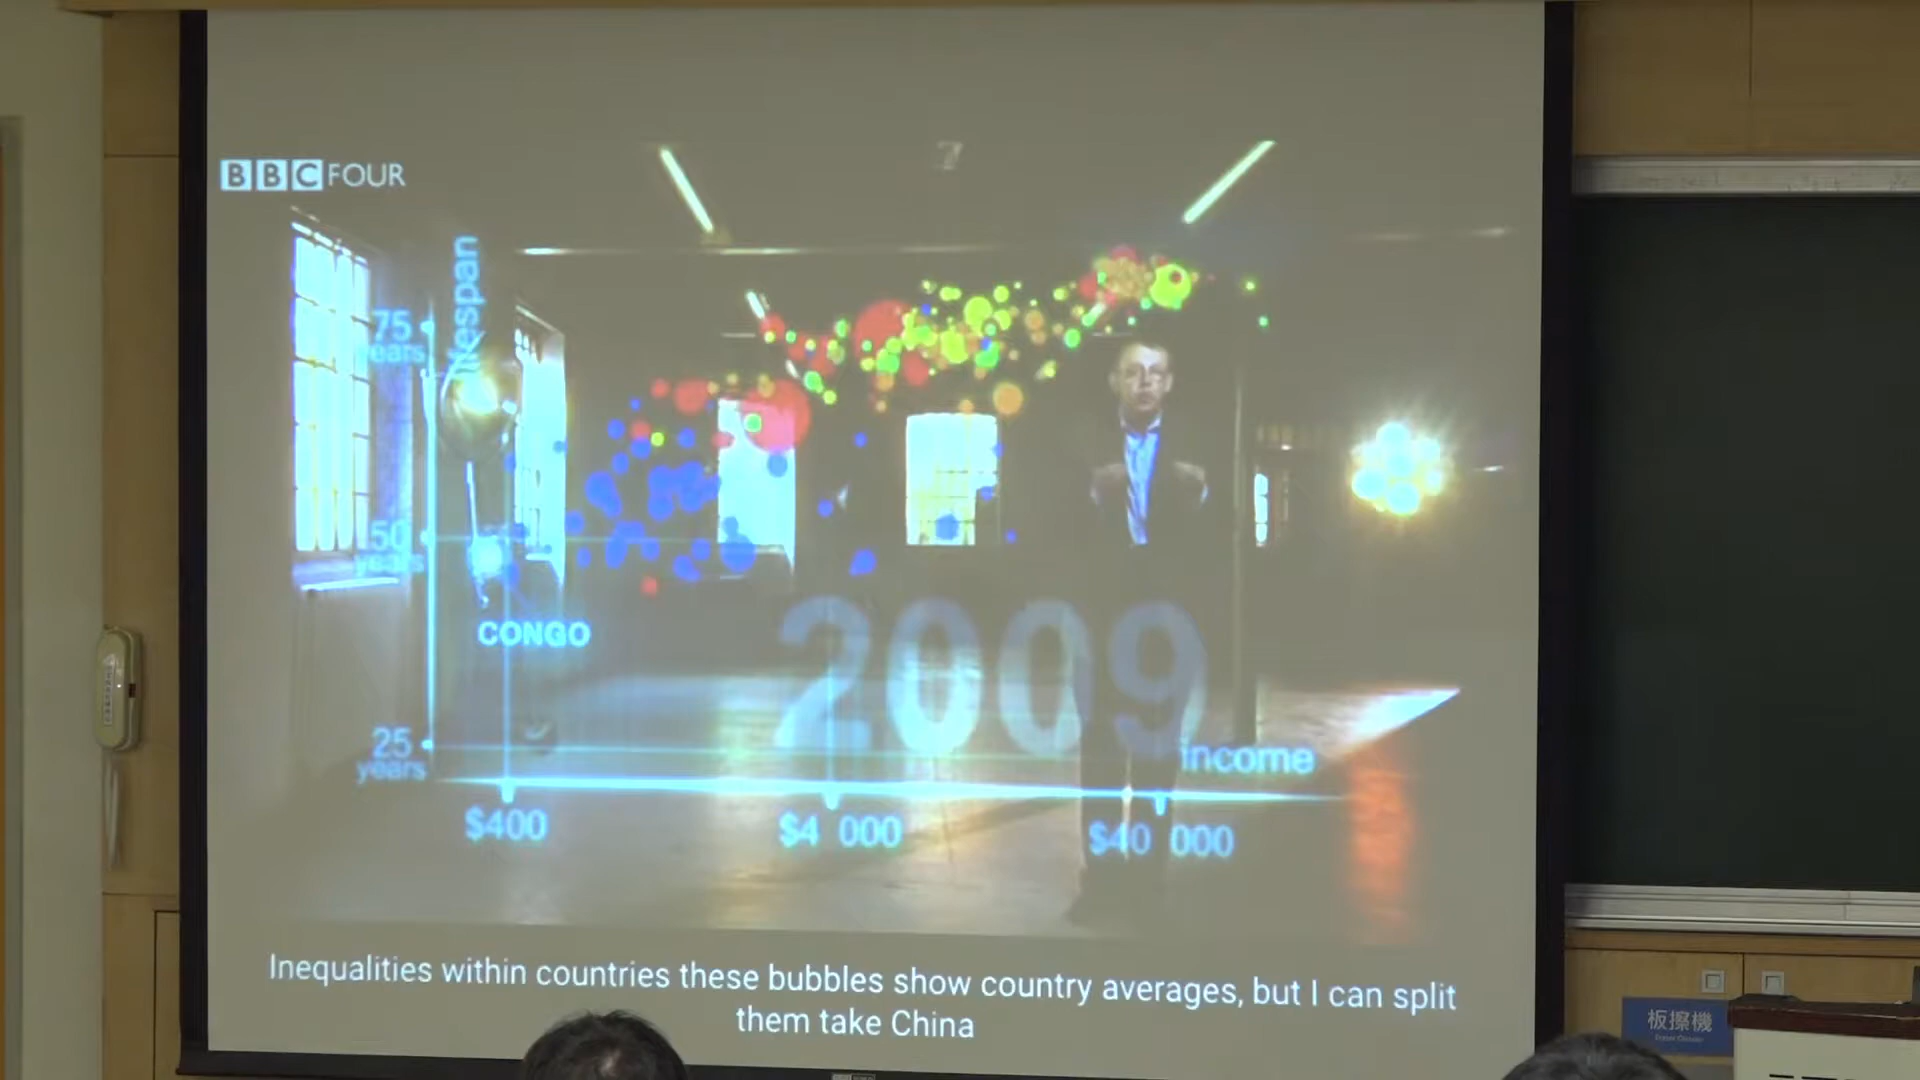 BBC FOUR
lifespan
75
years
50
years
CONGO
2009
25
years
income
$400
$4 000
$40 000
Inequalities within countries these bubbles show country averages, but I can split
them take China
板擦機